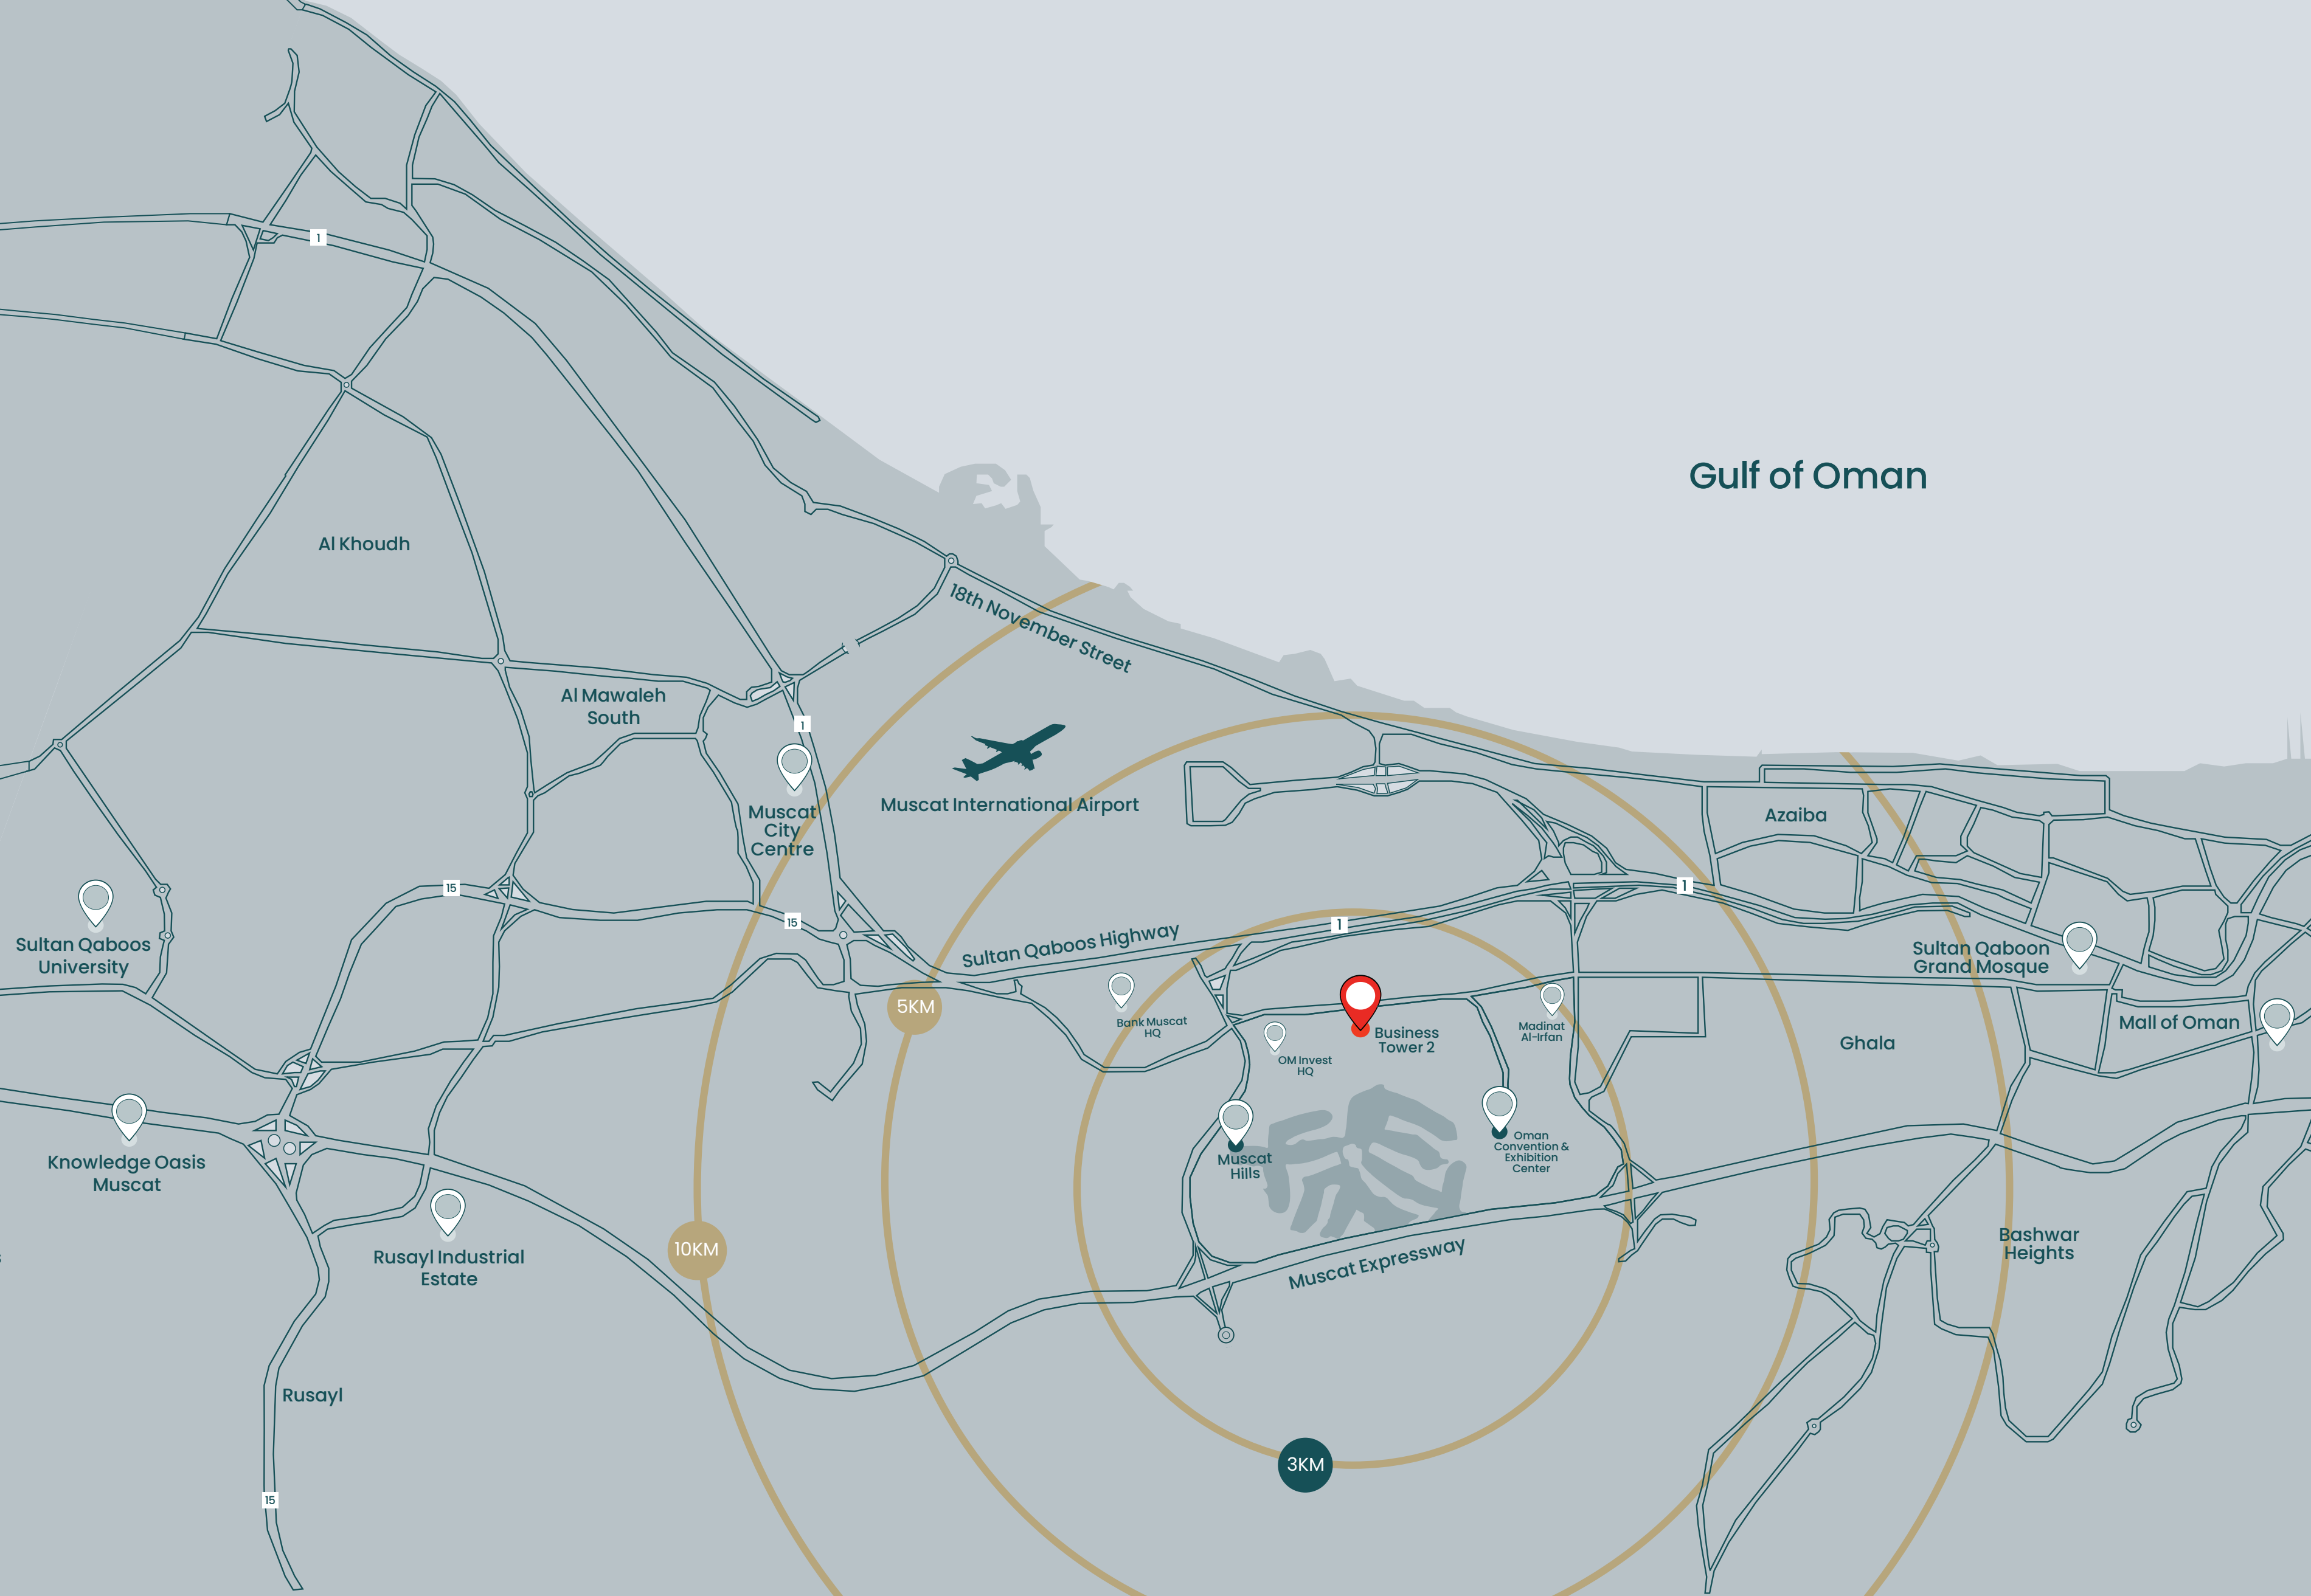 1
Gulf of Oman
Al Khoudh
18th November Street
Al Mawaleh
South
1
Muscat International Airport
Muscat
City
Centre
Azaiba
15
1
15
1
Sultan Qaboos Highway
Sultan Qaboos
University
Sultan Qaboon
Grand Mosque
5KM
Bank Muscat
HQ
OM Invest
HQ
Business
Tower 2
Madinat
Al-Irfan
Ghala
Mall of Oman
Knowledge Oasis
Muscat
Muscat
Hills
Oman
Convention &
Exhibition
Center
10KM
Rusayl Industrial
Estate
Muscat Expressway
Bashwar
Heights
Rusayl
3KM
15